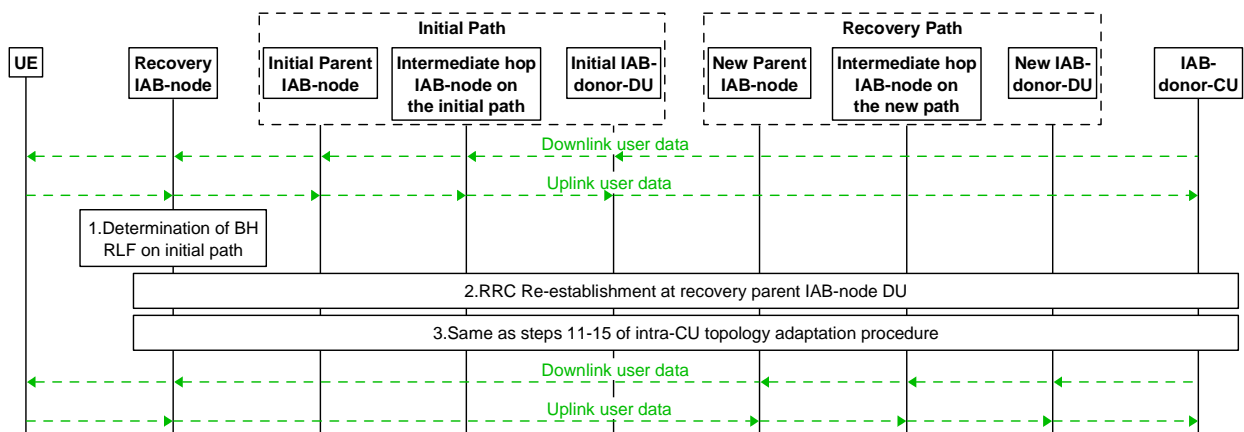 Initial Path
Recovery Path
UE
Recovery
IAB-node
Initial Parent
IAB-node
Intermediate hop
IAB-node on
the initial path
Initial IAB-
donor-DU
New Parent
IAB-node
Intermediate hop
IAB-node on
the new path
New IAB-
donor-DU
IAB-
donor-CU
Downlink user data
Uplink user data
1.Determination of BH
RLF on initial path
2.RRC Re-establishment at recovery parent IAB-node DU
3.Same as steps 11-15 of intra-CU topology adaptation procedure
Downlink user data
Uplink user data